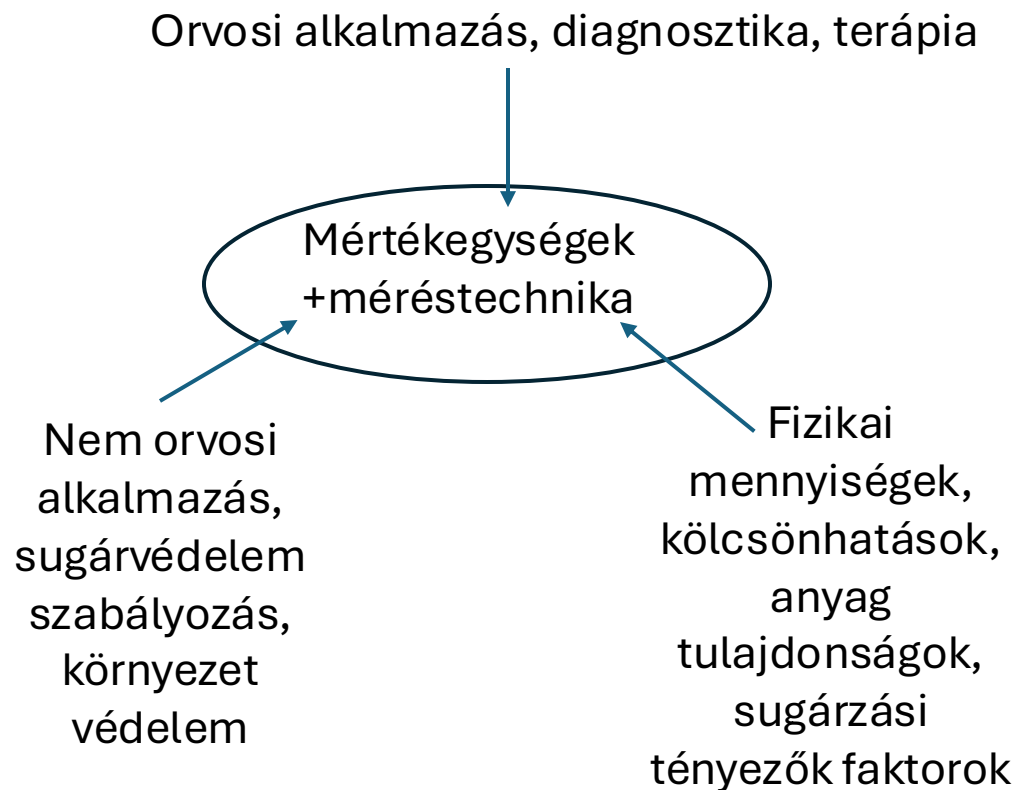 Orvosi alkalmazás, diagnosztika, terápia
Mértékegységek
+méréstechnika
Nem orvosi
alkalmazás,
sugárvédelem
szabályozás,
környezet
védelem
Fizikai
mennyiségek,
kölcsönhatások,
anyag
tulajdonságok,
sugárzási
tényezők faktorok